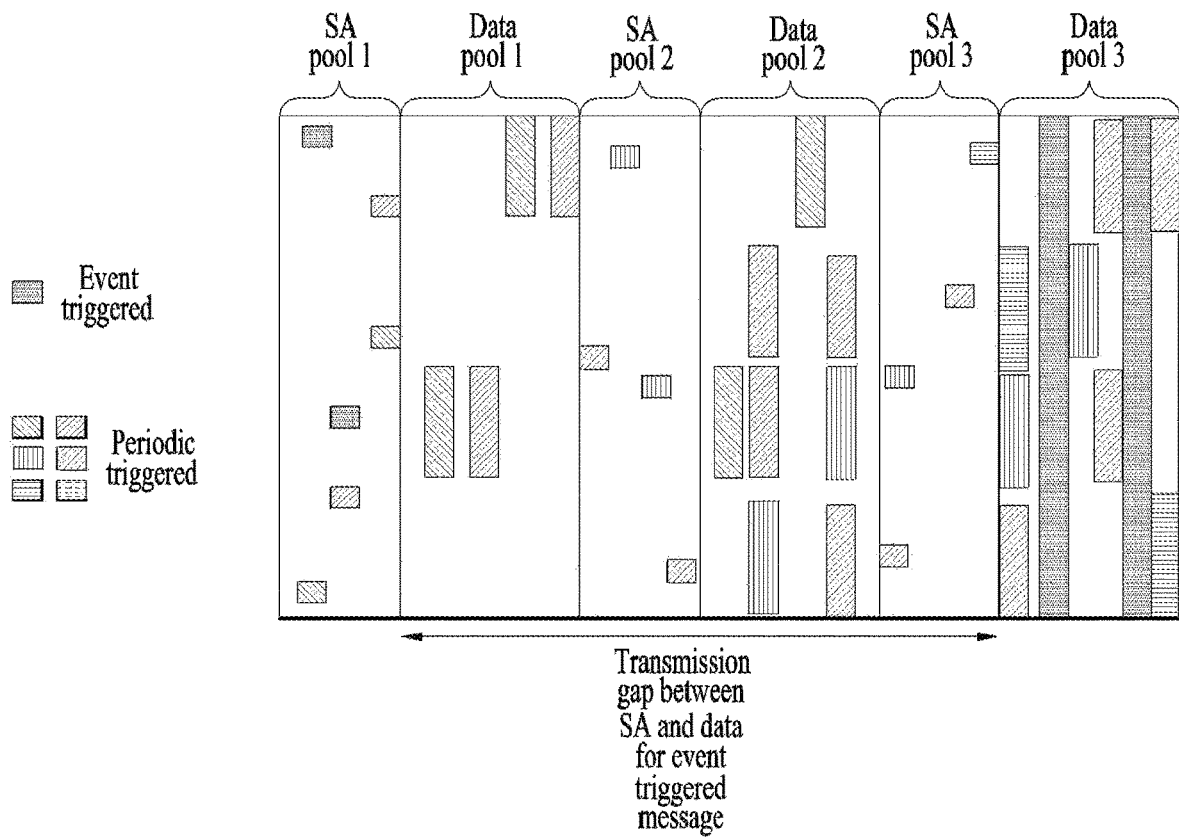 SA
pool 1
Data
pool 1
SA
pool 2
Data
pool 2
SA
pool 3
Data
pool 3
Event
triggered
Periodic
triggered
Transmission
gap between
SA and data
for event
triggered
message